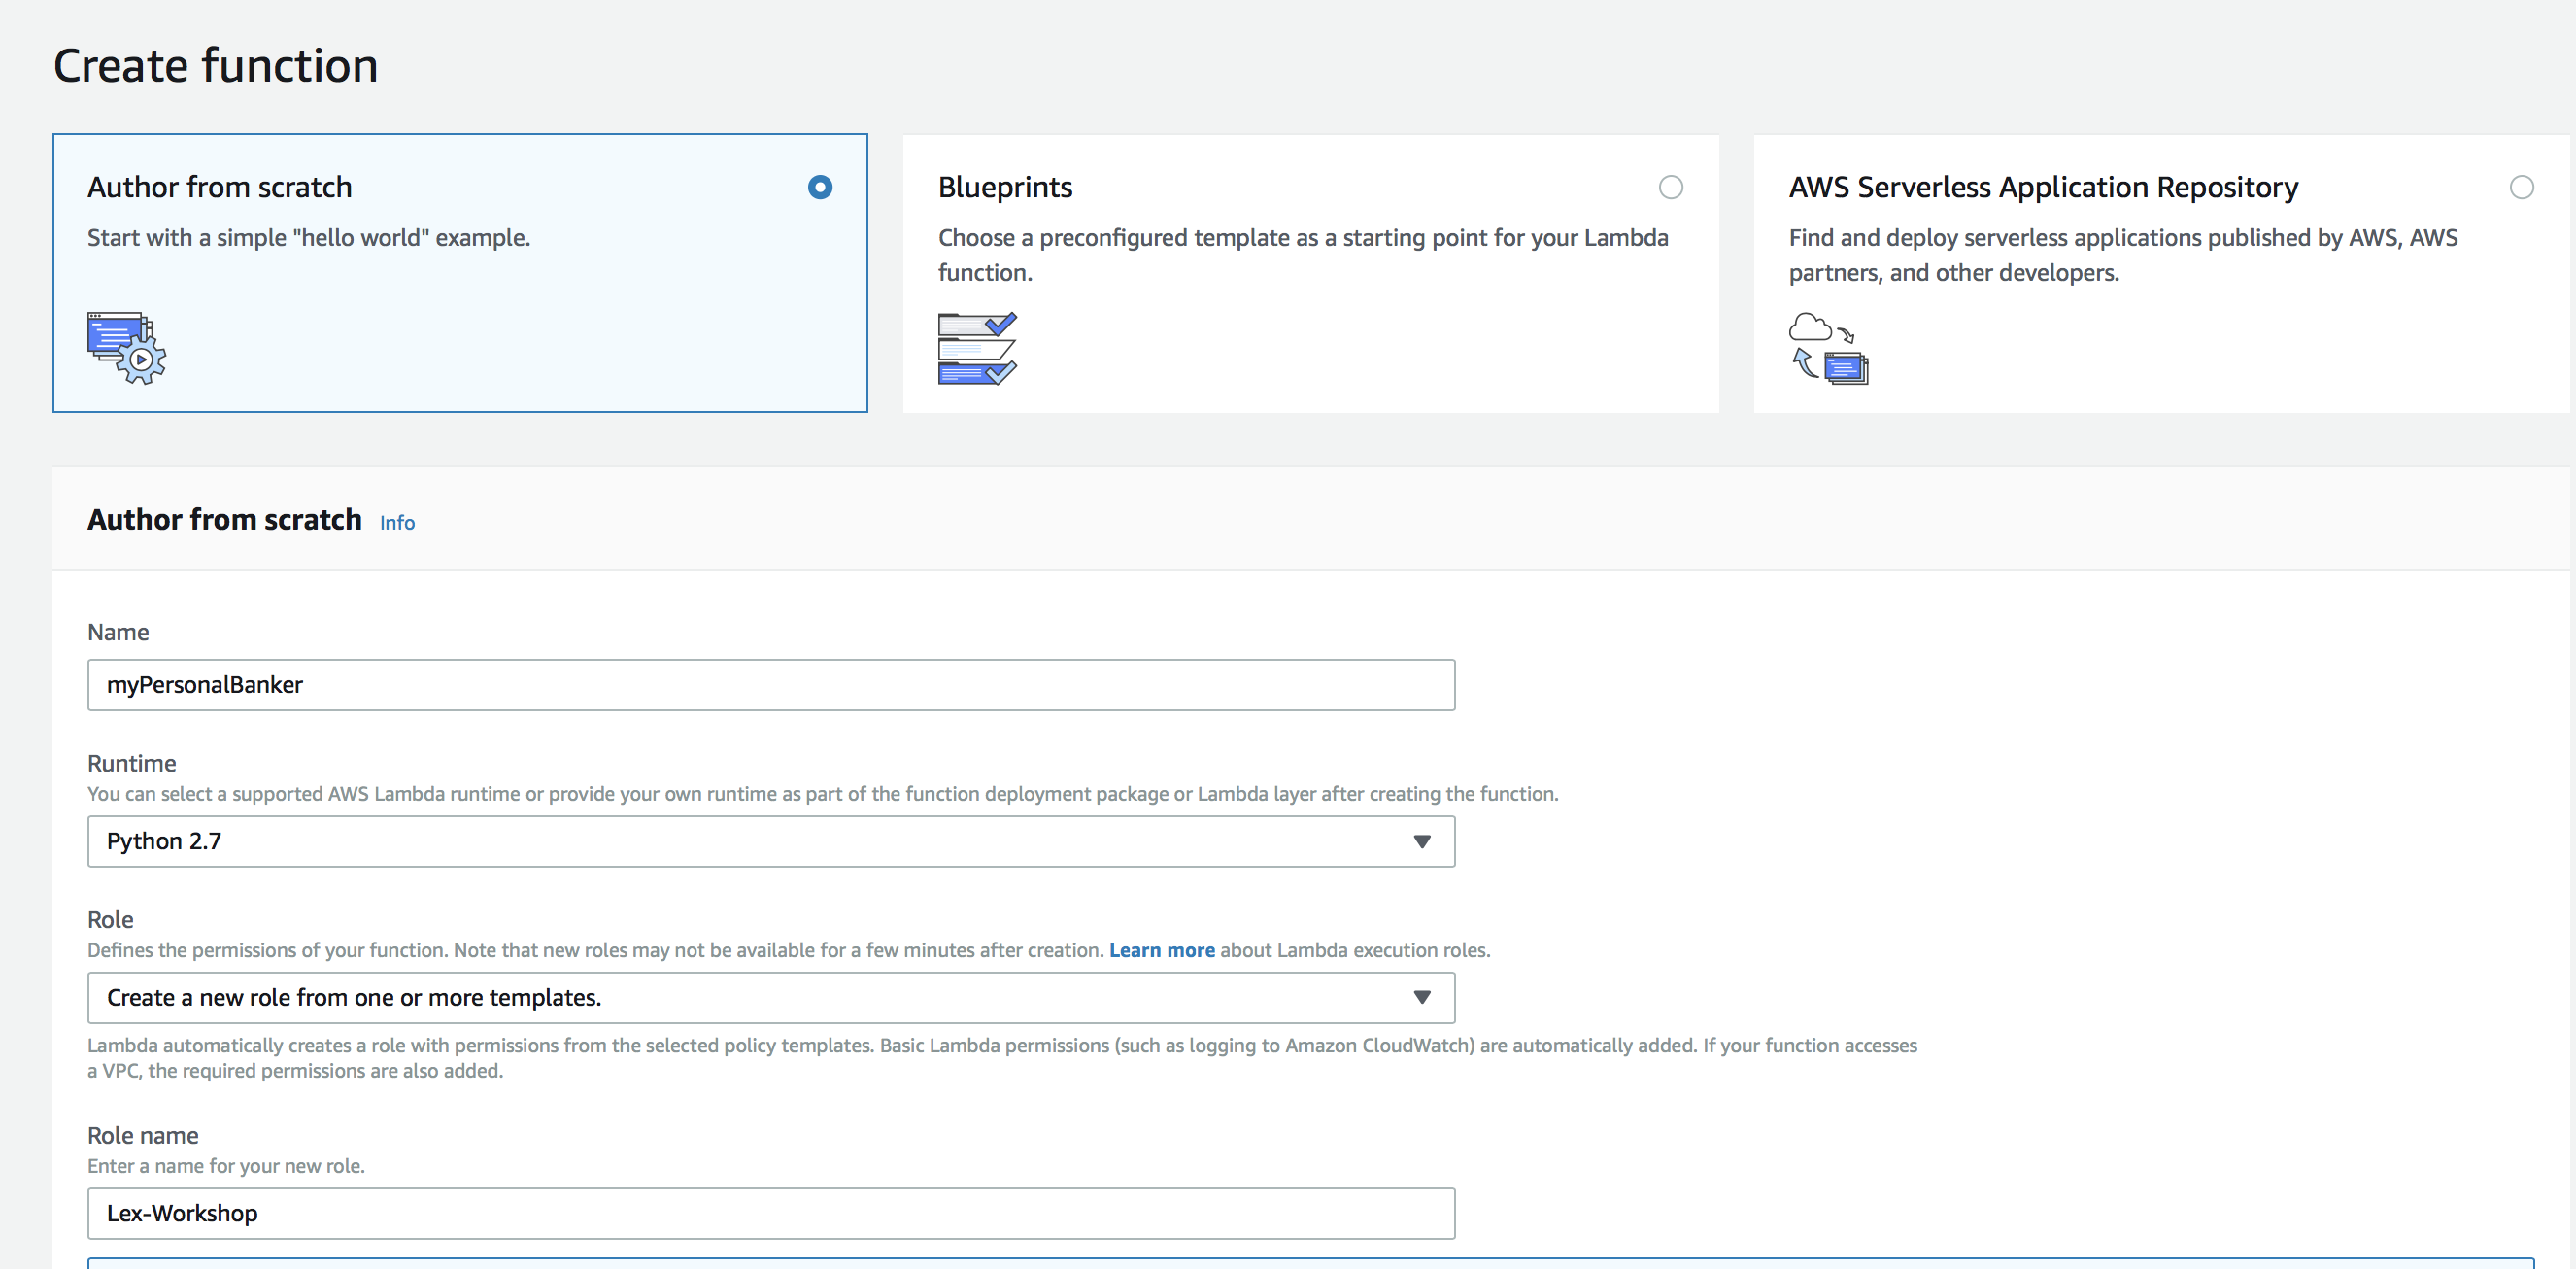 Create function
Author from scratch
Start with a simple "hello world" example.
Blueprints
Choose a preconfigured template as a starting point for your Lambda
function.
AWS Serverless Application Repository
Find and deploy serverless applications published by AWS, AWS
partners, and other developers.
Author from scratch Info
Name
myPersonalBanker
Runtime
You can select a supported AWS Lambda runtime or provide your own runtime as part of the function deployment package or Lambda layer after creating the function.
Python 2.7
Role
Defines the permissions of your function. Note that new roles may not be available for a few minutes after creation. Learn more about Lambda execution roles.
Create a new role from one or more templates.
Lambda automatically creates a role with permissions from the selected policy templates. Basic Lambda permissions (such as logging to Amazon CloudWatch) are automatically added. If your function accesses
a VPC, the required permissions are also added.
Role name
Enter a name for your new role.
Lex-Workshop